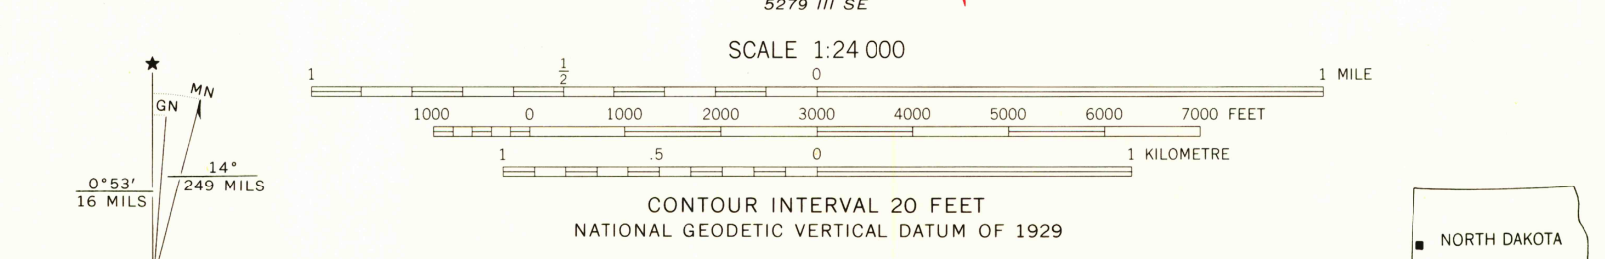 5279 III SE
SCALE 1:24 000
1 1/2 0 1 MILE
1000 0 1000 2000 3000 4000 5000 6000 7000 FEET
1 .5 0 1 KILOMETRE
CONTOUR INTERVAL 20 FEET
NATIONAL GEODETIC VERTICAL DATUM OF 1929
★
MN
GN
14°
249 MILS
0°53′
16 MILS
NORTH DAKOTA